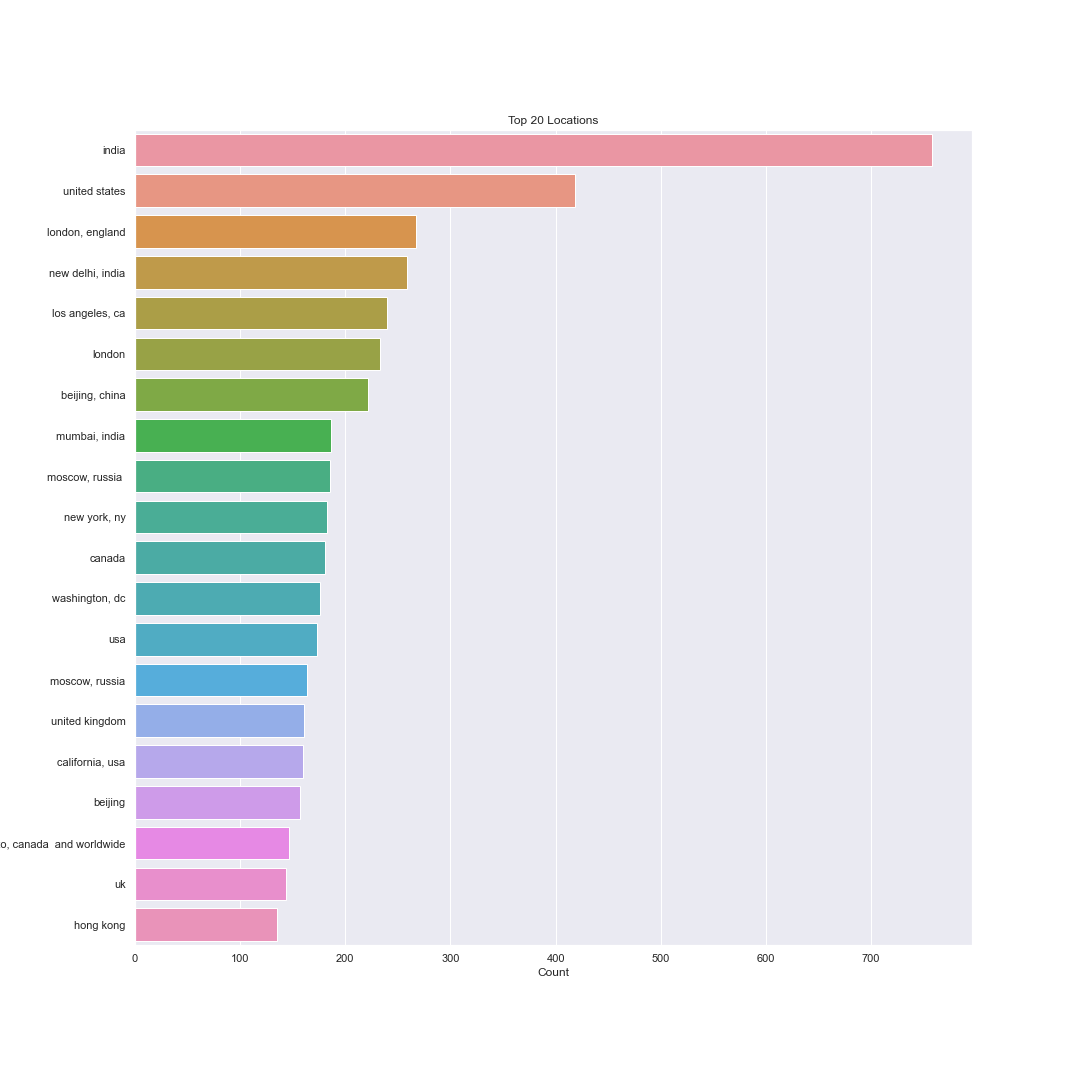 Top 20 Locations
india
united states
london, england
new delhi, india
los angeles, ca
london
beijing, china
mumbai, india
moscow, russia
new york, ny
canada
washington, dc
usa
moscow, russia
united kingdom
california, usa
beijing
o, canada  and worldwide
uk
hong kong
0 100 200 300 400 500 600 700
Count